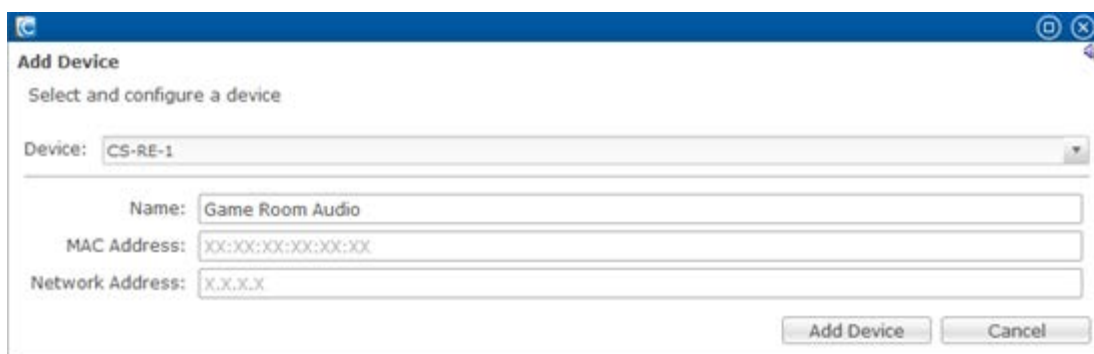 Add Device
Select and configure a device
Device: CS-RE-1
Name: Game Room Audio
MAC Address: XX:XX:XX:XX:XX:XX
Network Address: X.X.X.X
Add Device Cancel